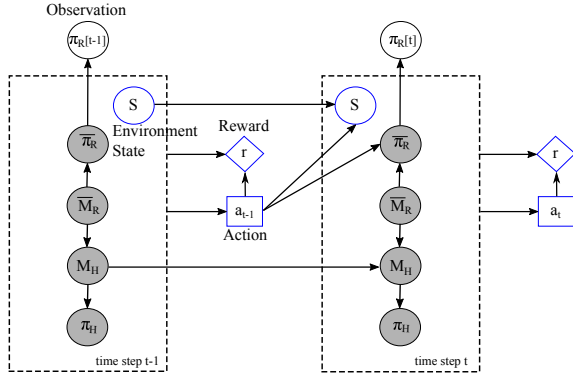 Observation
π_R[t-1]
π_R[t]
S
S
Environment
State
Reward
π̅_R
r
π̅_R
r
M̅_R
a_{t-1}
M̅_R
a_t
Action
M_H
M_H
π_H
π_H
time step t-1
time step t